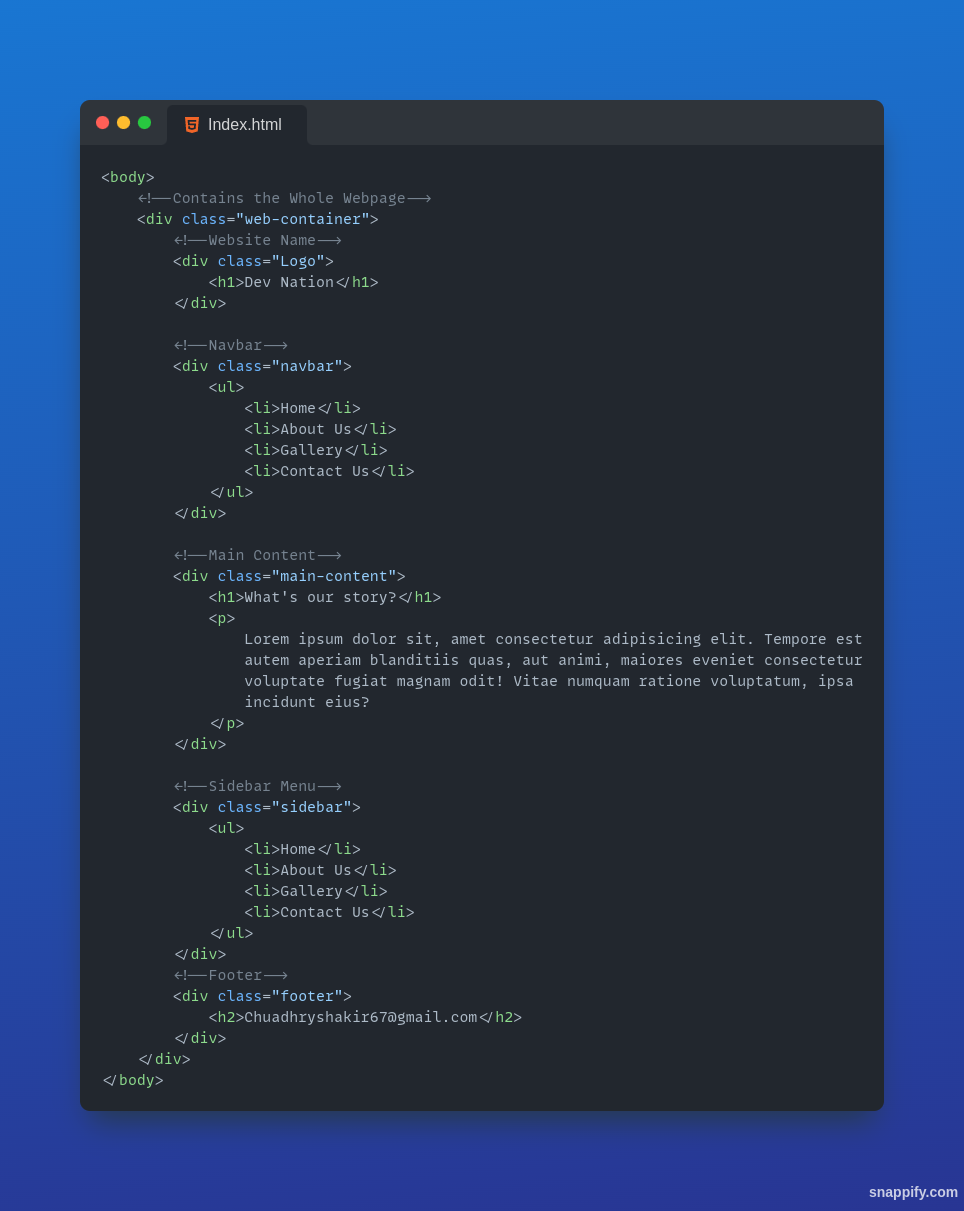 Index.html
<body>
    <!--Contains the Whole Webpage-->
    <div class="web-container">
        <!--Website Name-->
        <div class="Logo">
            <h1>Dev Nation</h1>
        </div>

        <!--Navbar-->
        <div class="navbar">
            <ul>
                <li>Home</li>
                <li>About Us</li>
                <li>Gallery</li>
                <li>Contact Us</li>
            </ul>
        </div>

        <!--Main Content-->
        <div class="main-content">
            <h1>What's our story?</h1>
            <p>
                Lorem ipsum dolor sit, amet consectetur adipisicing elit. Tempore est
                autem aperiam blanditiis quas, aut animi, maiores eveniet consectetur
                voluptate fugiat magnam odit! Vitae numquam ratione voluptatum, ipsa
                incidunt eius?
            </p>
        </div>

        <!--Sidebar Menu-->
        <div class="sidebar">
            <ul>
                <li>Home</li>
                <li>About Us</li>
                <li>Gallery</li>
                <li>Contact Us</li>
            </ul>
        </div>
        <!--Footer-->
        <div class="footer">
            <h2>Chuadhryshakir67@gmail.com</h2>
        </div>
    </div>
</body>
snappify.com